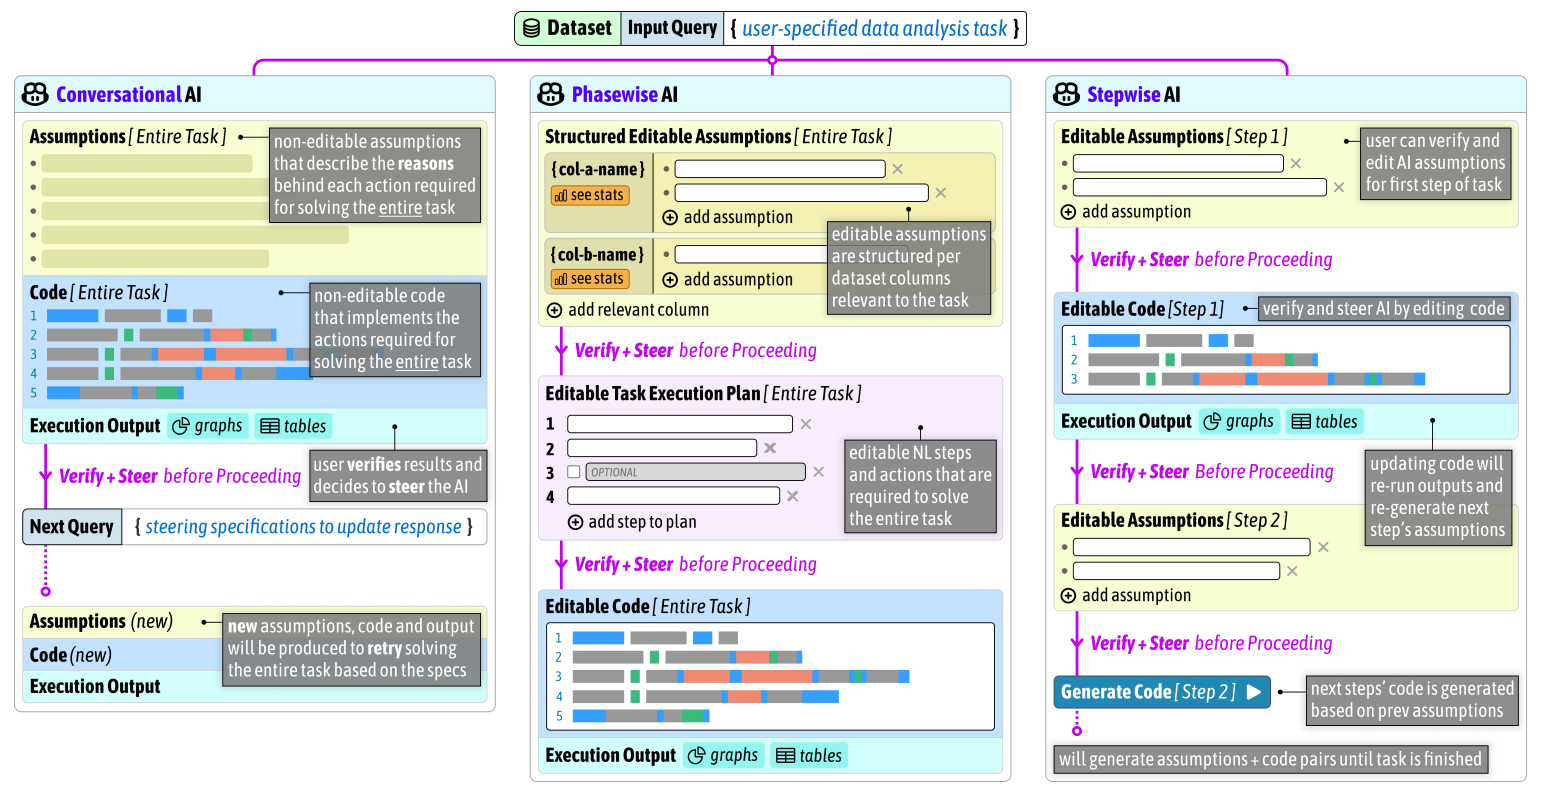 Dataset Input Query { user-specified data analysis task }
Conversational AI
Assumptions [ Entire Task ]
non-editable assumptions
that describe the reasons
behind each action required
for solving the entire task
Code [ Entire Task ]
non-editable code
that implements the
actions required for
solving the entire task
1
2
3
4
5
Execution Output graphs tables
user verifies results and
decides to steer the AI
Verify + Steer before Proceeding
Next Query { steering specifications to update response }
Assumptions (new)
new assumptions, code and output
will be produced to retry solving
the entire task based on the specs
Code (new)
Execution Output
Phasewise AI
Structured Editable Assumptions [ Entire Task ]
{ col-a-name }
see stats
add assumption
{ col-b-name }
see stats
add assumption
editable assumptions
are structured per
dataset columns
relevant to the task
add relevant column
Verify + Steer before Proceeding
Editable Task Execution Plan [ Entire Task ]
1
2
3 OPTIONAL
4
add step to plan
editable NL steps
and actions that are
required to solve
the entire task
Verify + Steer before Proceeding
Editable Code [ Entire Task ]
1
2
3
4
5
Execution Output graphs tables
Stepwise AI
Editable Assumptions [ Step 1 ]
user can verify and
edit AI assumptions
for first step of task
add assumption
Verify + Steer before Proceeding
Editable Code [ Step 1 ]
verify and steer AI by editing code
1
2
3
Execution Output graphs tables
Verify + Steer Before Proceeding
updating code will
re-run outputs and
re-generate next
step's assumptions
Editable Assumptions [ Step 2 ]
add assumption
Verify + Steer before Proceeding
Generate Code [ Step 2 ]
next steps' code is generated
based on prev assumptions
will generate assumptions + code pairs until task is finished